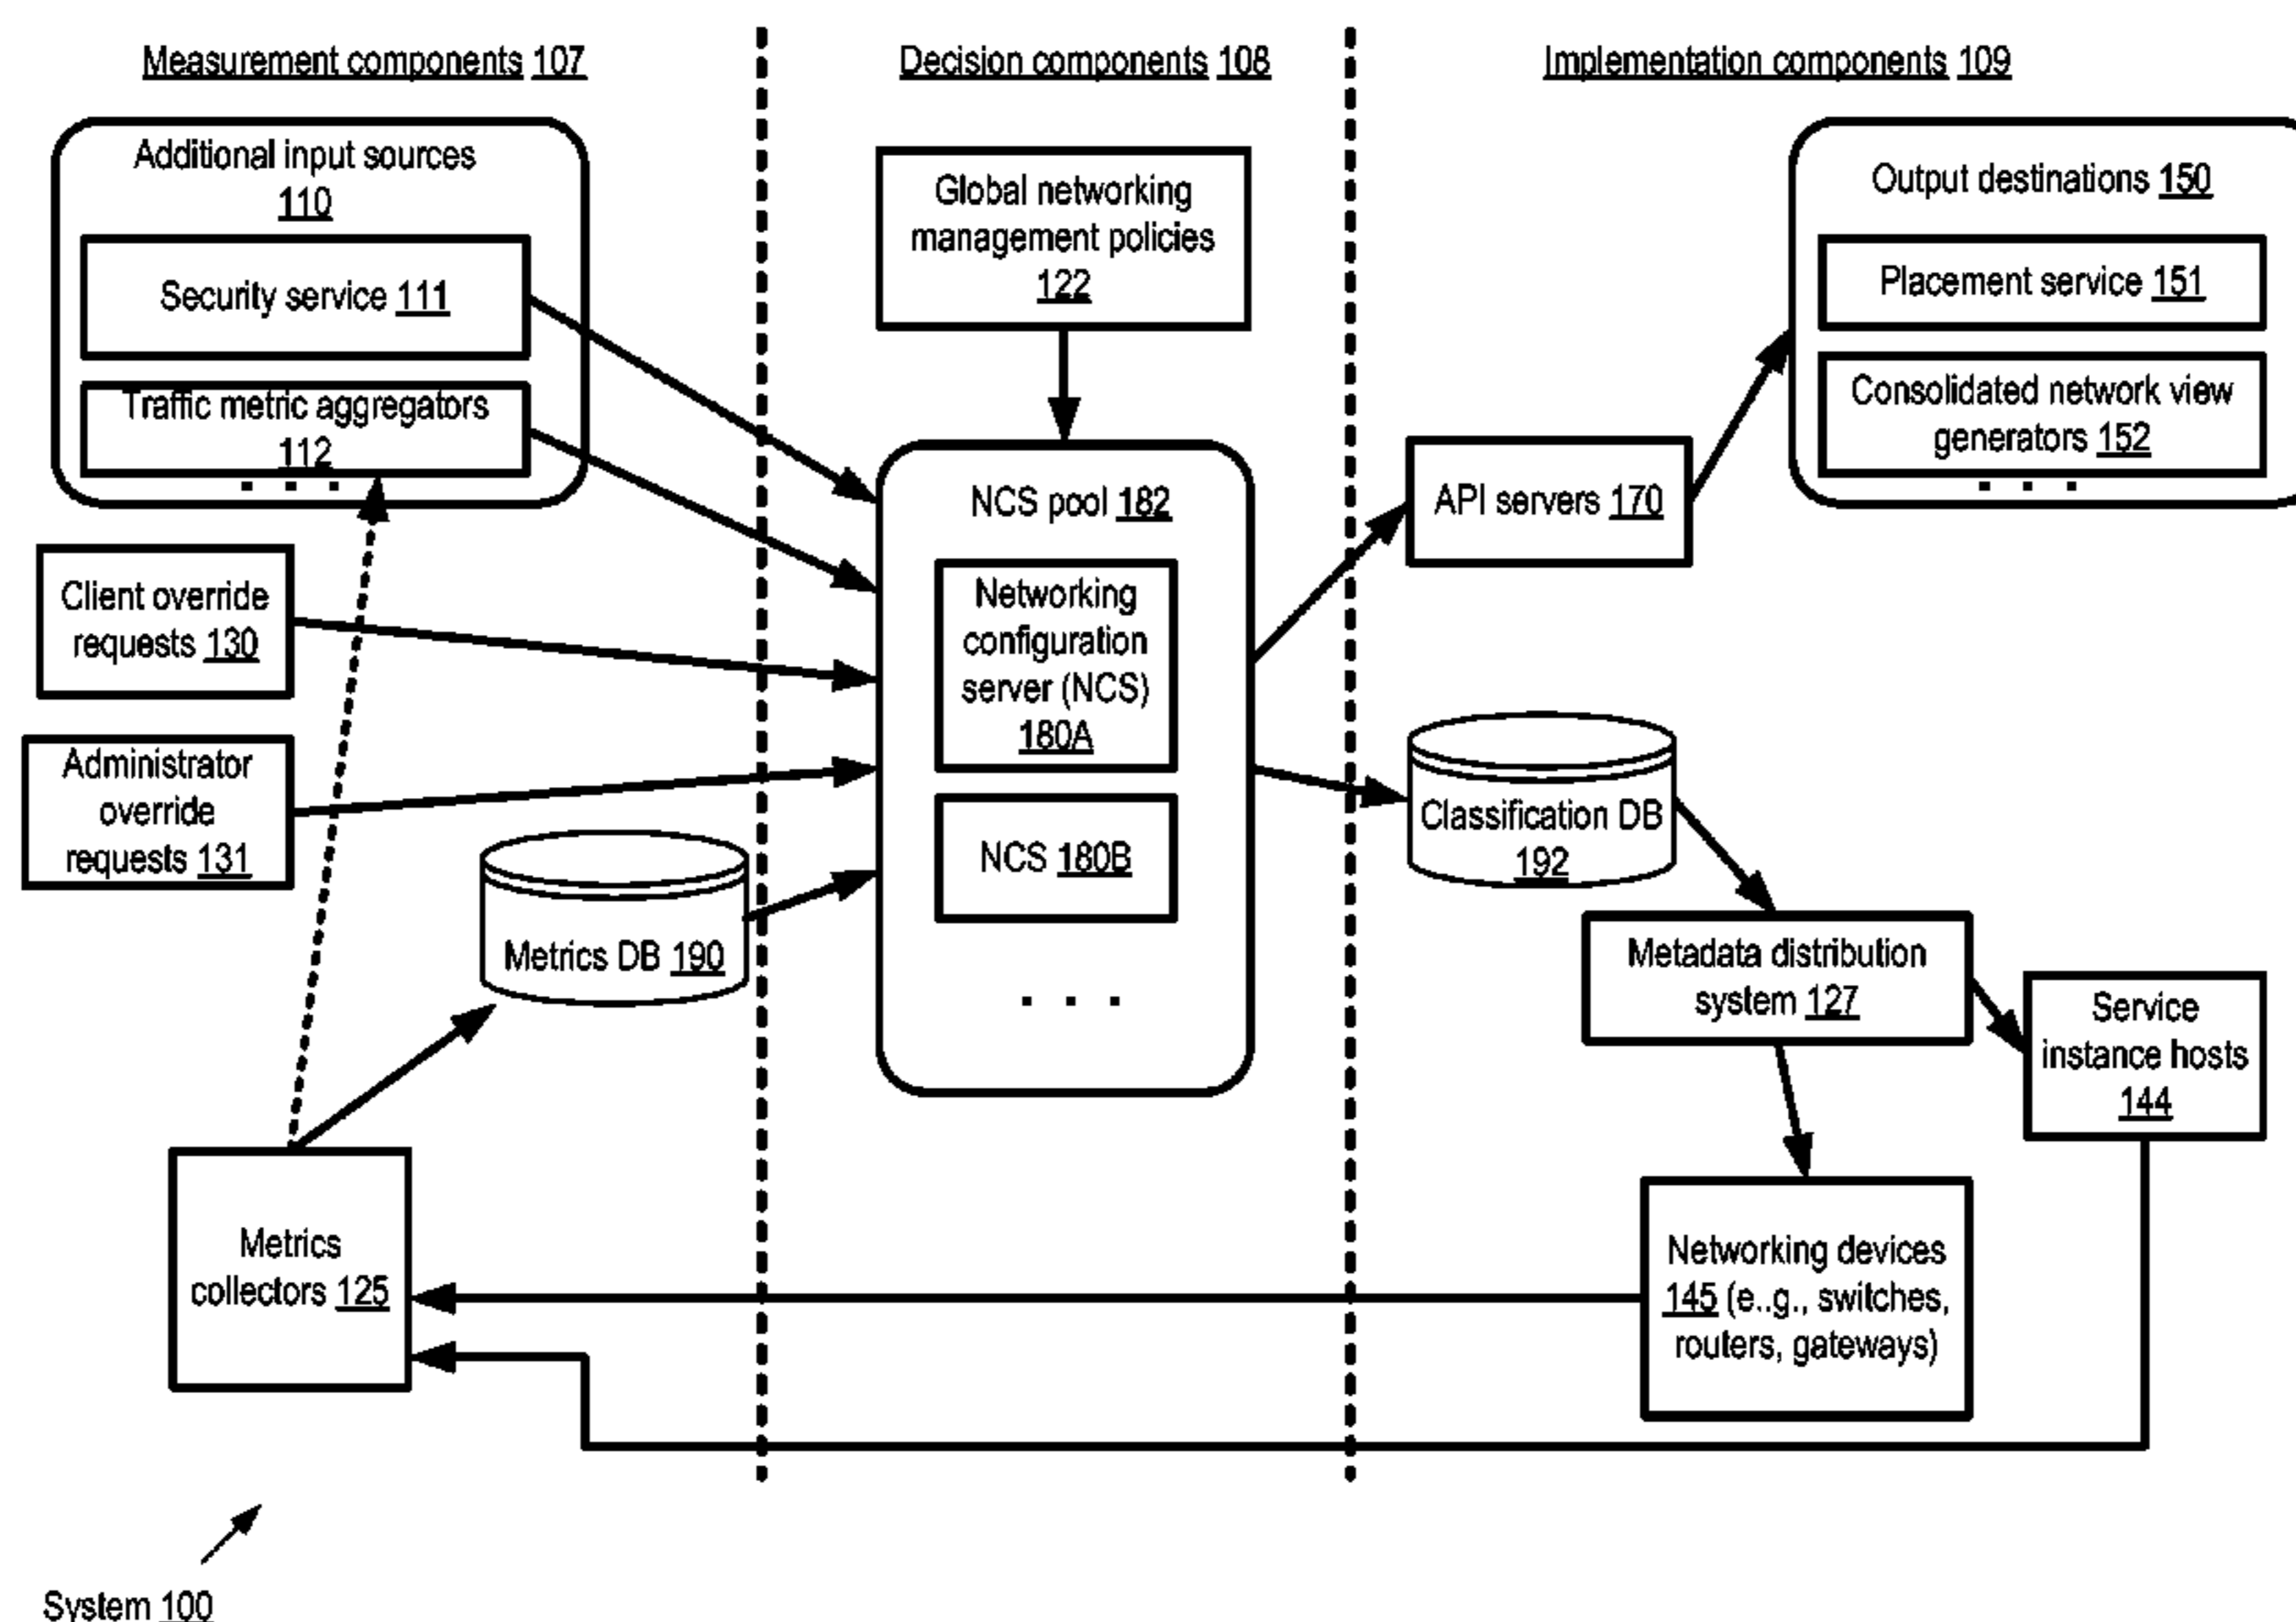 Measurement components 107
Decision components 108
Implementation components 109
Additional input sources
110
Security service 111
Traffic metric aggregators
112
. . .
Client override
requests 130
Administrator
override
requests 131
Metrics DB 190
Metrics
collectors 125
Global networking
management policies
122
NCS pool 182
Networking
configuration
server (NCS)
180A
NCS 180B
. . .
API servers 170
Output destinations 150
Placement service 151
Consolidated network view
generators 152
. . .
Classification DB
192
Metadata distribution
system 127
Service
instance hosts
144
Networking devices
145 (e..g., switches,
routers, gateways)
System 100